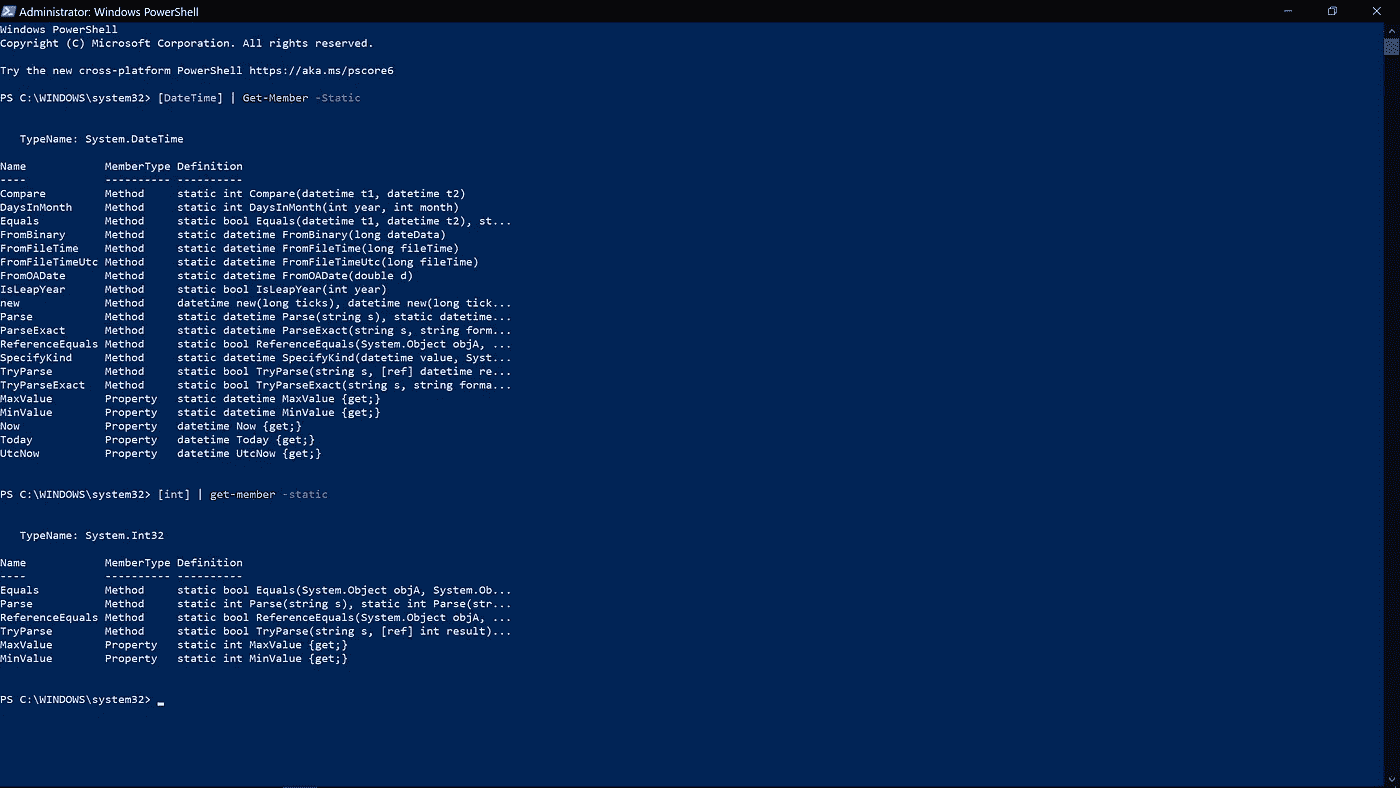 Administrator: Windows PowerShell
Windows PowerShell
Copyright (C) Microsoft Corporation. All rights reserved.
Try the new cross-platform PowerShell https://aka.ms/pscore6
PS C:\WINDOWS\system32> [DateTime] | Get-Member -Static
TypeName: System.DateTime
Name MemberType Definition
---- ---------- ----------
Compare Method static int Compare(datetime t1, datetime t2)
DaysInMonth Method static int DaysInMonth(int year, int month)
Equals Method static bool Equals(datetime t1, datetime t2), st...
FromBinary Method static datetime FromBinary(long dateData)
FromFileTime Method static datetime FromFileTime(long fileTime)
FromFileTimeUtc Method static datetime FromFileTimeUtc(long fileTime)
FromOADate Method static datetime FromOADate(double d)
IsLeapYear Method static bool IsLeapYear(int year)
new Method datetime new(long ticks), datetime new(long tick...
Parse Method static datetime Parse(string s), static datetime...
ParseExact Method static datetime ParseExact(string s, string form...
ReferenceEquals Method static bool ReferenceEquals(System.Object objA, ...
SpecifyKind Method static datetime SpecifyKind(datetime value, Syst...
TryParse Method static bool TryParse(string s, [ref] datetime re...
TryParseExact Method static bool TryParseExact(string s, string forma...
MaxValue Property static datetime MaxValue {get;}
MinValue Property static datetime MinValue {get;}
Now Property datetime Now {get;}
Today Property datetime Today {get;}
UtcNow Property datetime UtcNow {get;}
PS C:\WINDOWS\system32> [int] | get-member -static
TypeName: System.Int32
Name MemberType Definition
---- ---------- ----------
Equals Method static bool Equals(System.Object objA, System.Ob...
Parse Method static int Parse(string s), static int Parse(str...
ReferenceEquals Method static bool ReferenceEquals(System.Object objA, ...
TryParse Method static bool TryParse(string s, [ref] int result)...
MaxValue Property static int MaxValue {get;}
MinValue Property static int MinValue {get;}
PS C:\WINDOWS\system32>